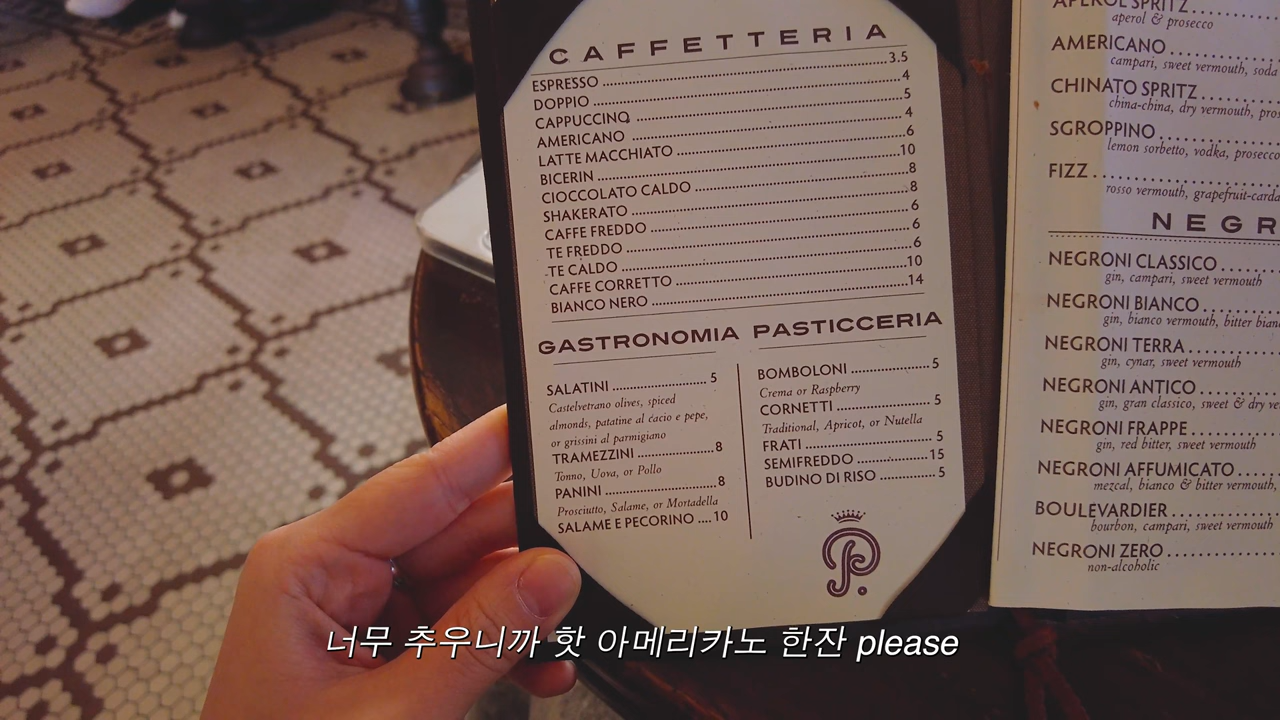 CAFFETTERIA
ESPRESSO ........ 3.5
DOPPIO ........ 4
CAPPUCCINO ........ 5
AMERICANO ........ 4
LATTE MACCHIATO ........ 6
BICERIN ........ 10
CIOCCOLATO CALDO ........ 8
SHAKERATO ........ 8
CAFFE FREDDO ........ 6
TE FREDDO ........ 6
TE CALDO ........ 6
CAFFE CORRETTO ........ 10
BIANCO NERO ........ 14
GASTRONOMIA
SALATINI ........ 5
Castelvetrano olives, spiced
almonds, patatine al cacio e pepe,
or grissini al parmigiano
TRAMEZZINI ........ 8
Tonno, Uova, or Pollo
PANINI ........ 8
Prosciutto, Salame, or Mortadella
SALAME E PECORINO .... 10
PASTICCERIA
BOMBOLONI ........ 5
Crema or Raspberry
CORNETTI ........ 5
Traditional, Apricot, or Nutella
FRATI ........ 5
SEMIFREDDO ........ 15
BUDINO DI RISO ........ 5
P.
APEROL SPRITZ
aperol & prosecco
AMERICANO
campari, sweet vermouth, soda
CHINATO SPRITZ
china-china, dry vermouth,
SGROPPINO
lemon sorbetto, vodka, prosecco
FIZZ
rosso vermouth,
NEGR
NEGRONI CLASSICO
gin, campari, sweet vermouth
NEGRONI BIANCO
gin, bianco vermouth, bitter
NEGRONI TERRA
gin, cynar, sweet vermouth
NEGRONI ANTICO
gin, gran classico, sweet & dry
NEGRONI FRAPPE
gin, red bitter, sweet vermouth
NEGRONI AFFUMICATO
mezcal, bianco & bitter vermouth,
BOULEVARDIER
bourbon, campari, sweet vermouth
NEGRONI ZERO
non-alcoholic
너무 추우니까 핫 아메리카노 한잔 please